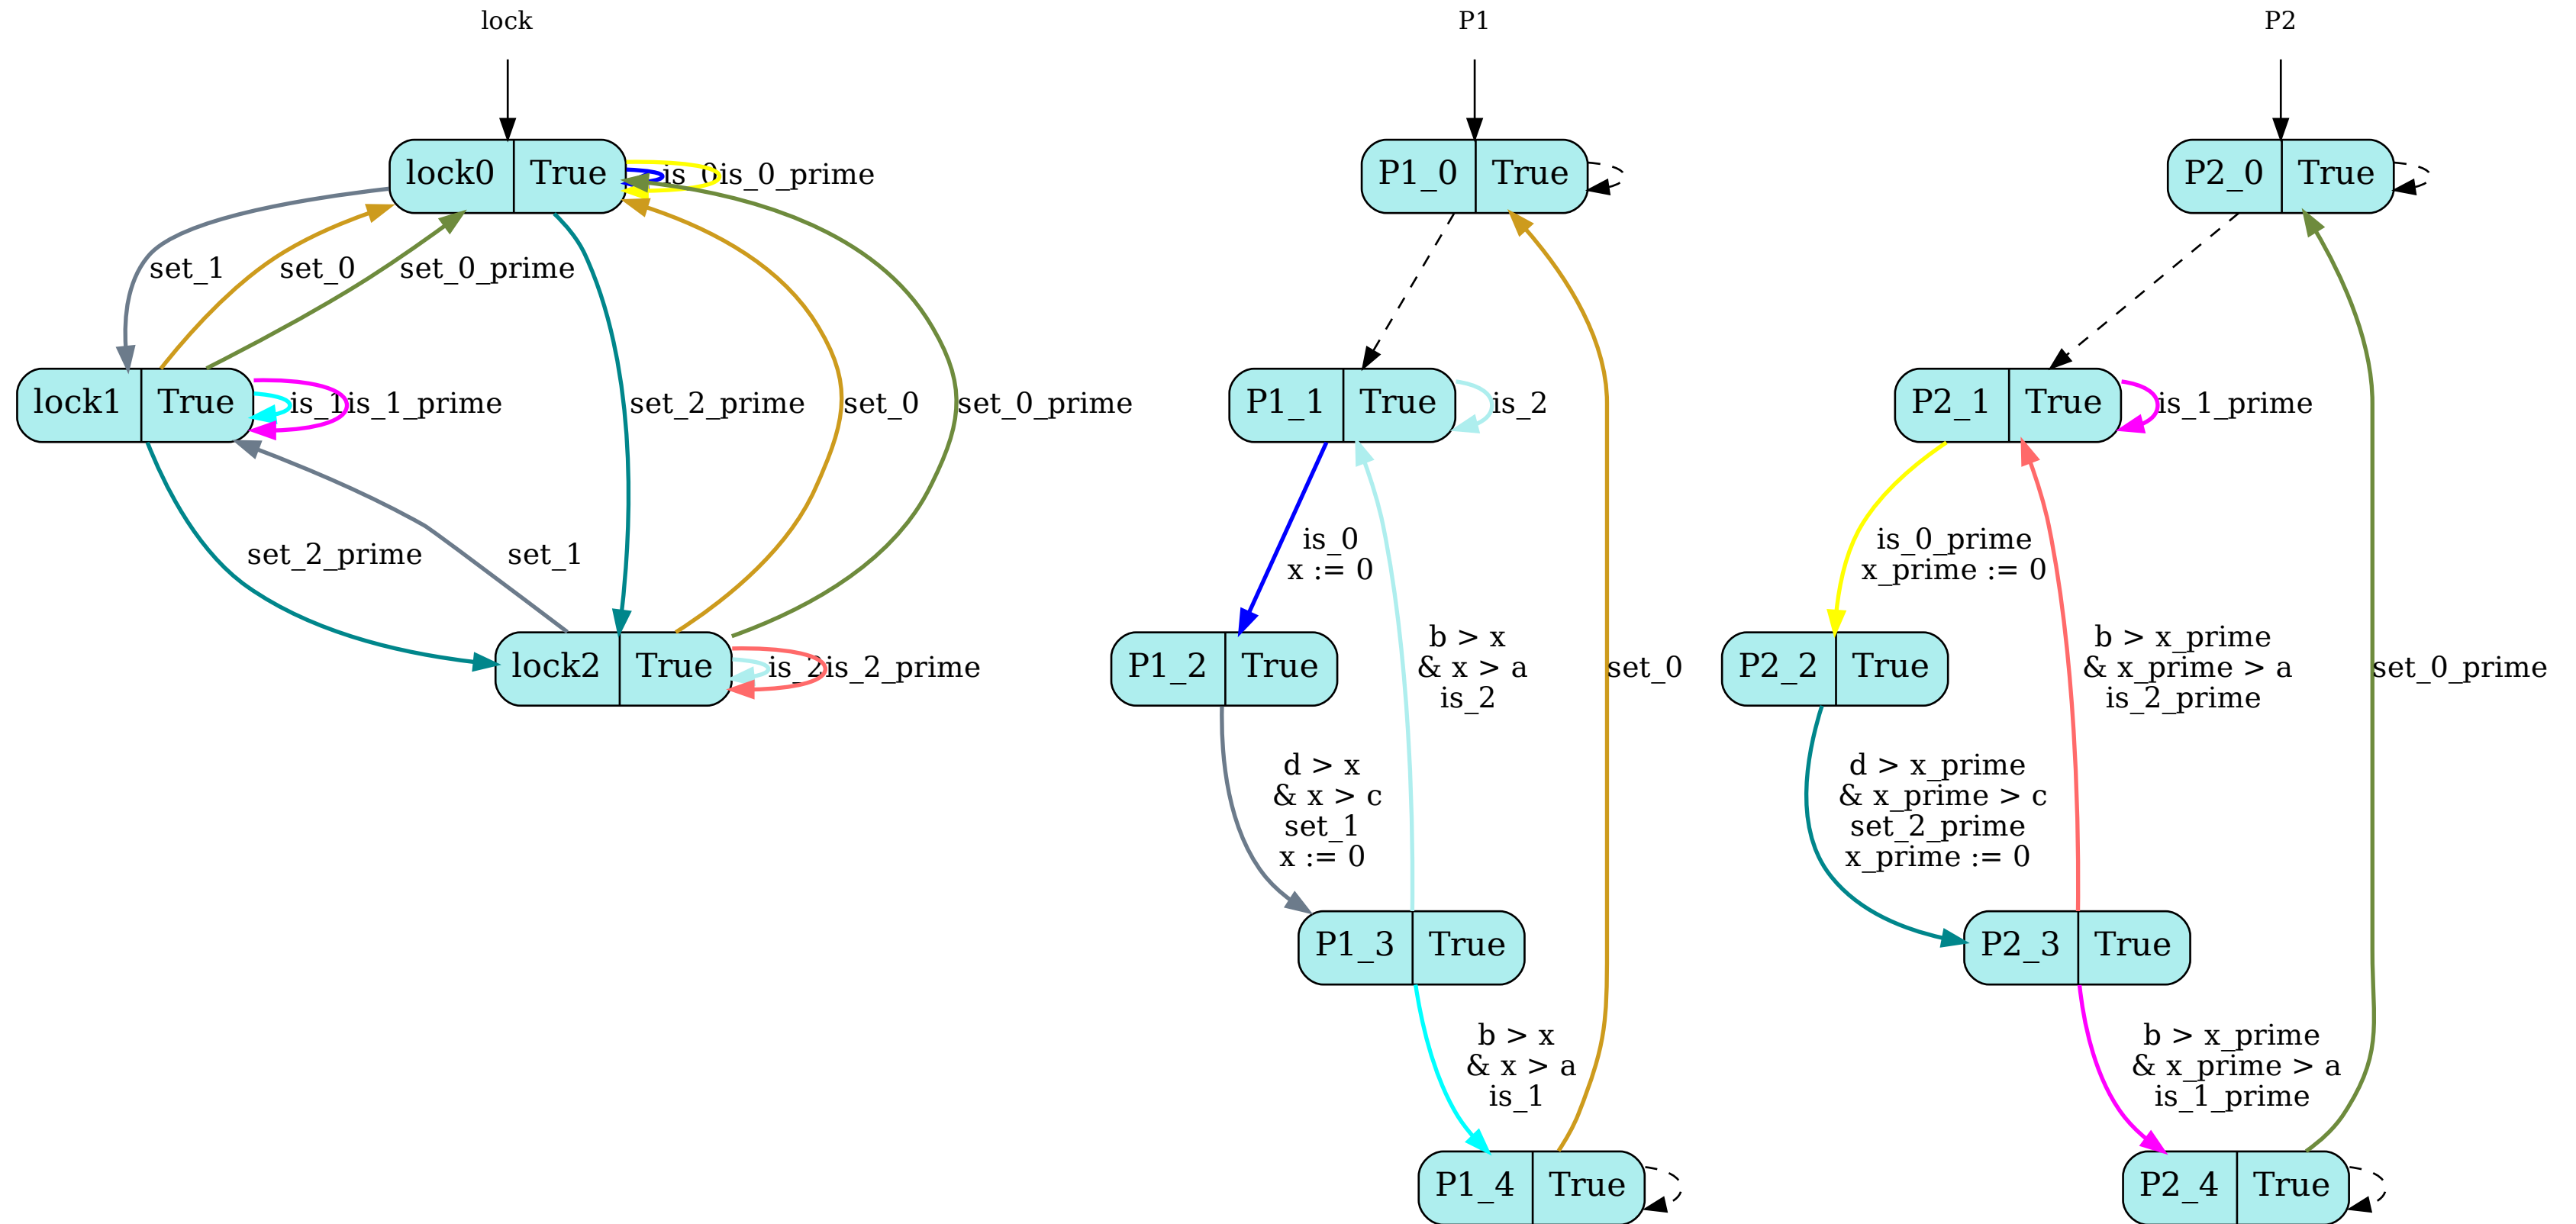 lock
P1
P2
lock0 True
is_0
is_0_prime
P1_0 True
P2_0 True
set_1
set_0
set_0_prime
lock1 True
is_1
is_1_prime
set_2_prime
set_0
set_0_prime
P1_1 True
is_2
P2_1 True
is_1_prime
set_2_prime
set_1
is_0
x := 0
is_0_prime
x_prime := 0
lock2 True
is_2
is_2_prime
P1_2 True
b > x
& x > a
is_2
set_0
P2_2 True
b > x_prime
& x_prime > a
is_2_prime
set_0_prime
d > x
& x > c
set_1
x := 0
d > x_prime
& x_prime > c
set_2_prime
x_prime := 0
P1_3 True
P2_3 True
b > x
& x > a
is_1
b > x_prime
& x_prime > a
is_1_prime
P1_4 True
P2_4 True